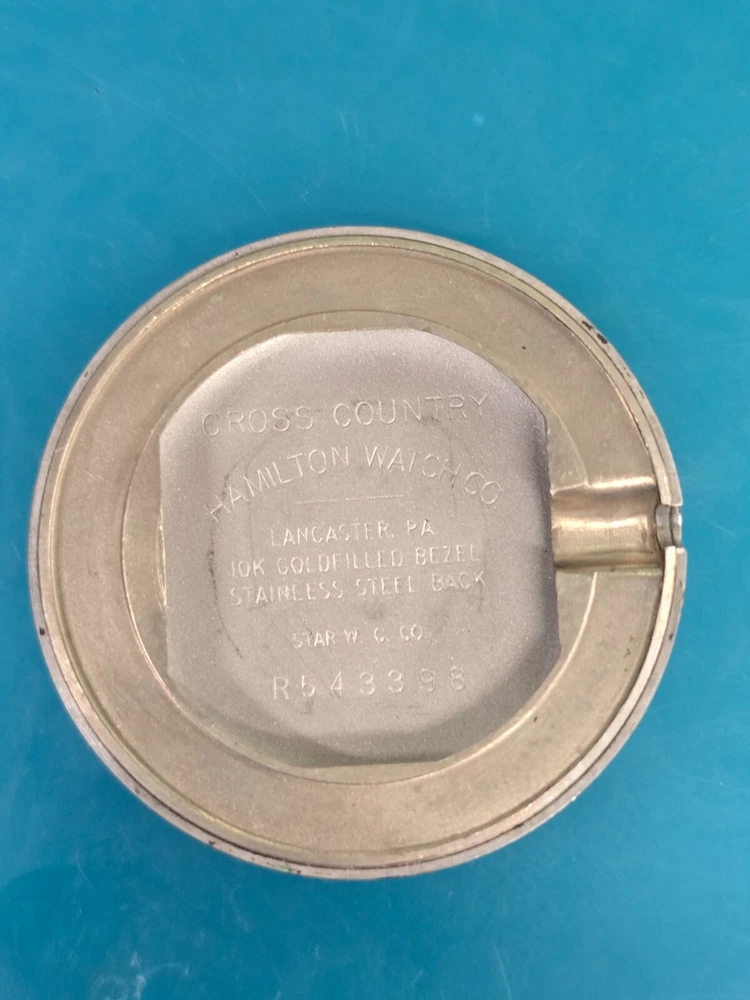 CROSS COUNTRY
HAMILTON WATCH CO.
LANCASTER, PA.
10K GOLDFILLED BEZEL
STAINLESS STEEL BACK
STAR W. C. CO.
R543398